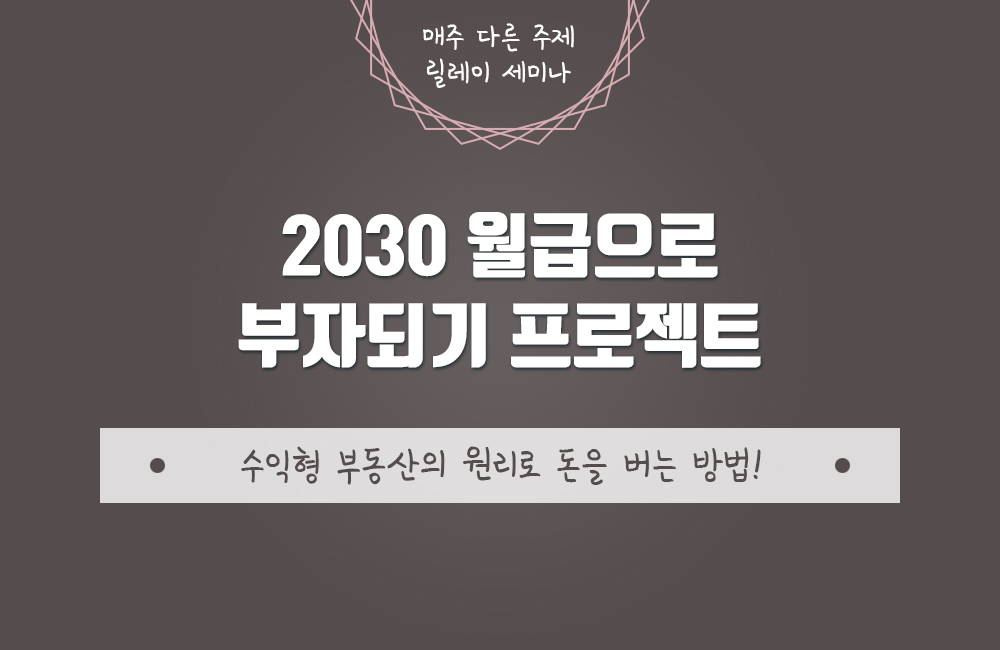 매주 다른 주제
릴레이 세미나
2030 월급으로
부자되기 프로젝트
수익형 부동산의 원리로 돈을 버는 방법!